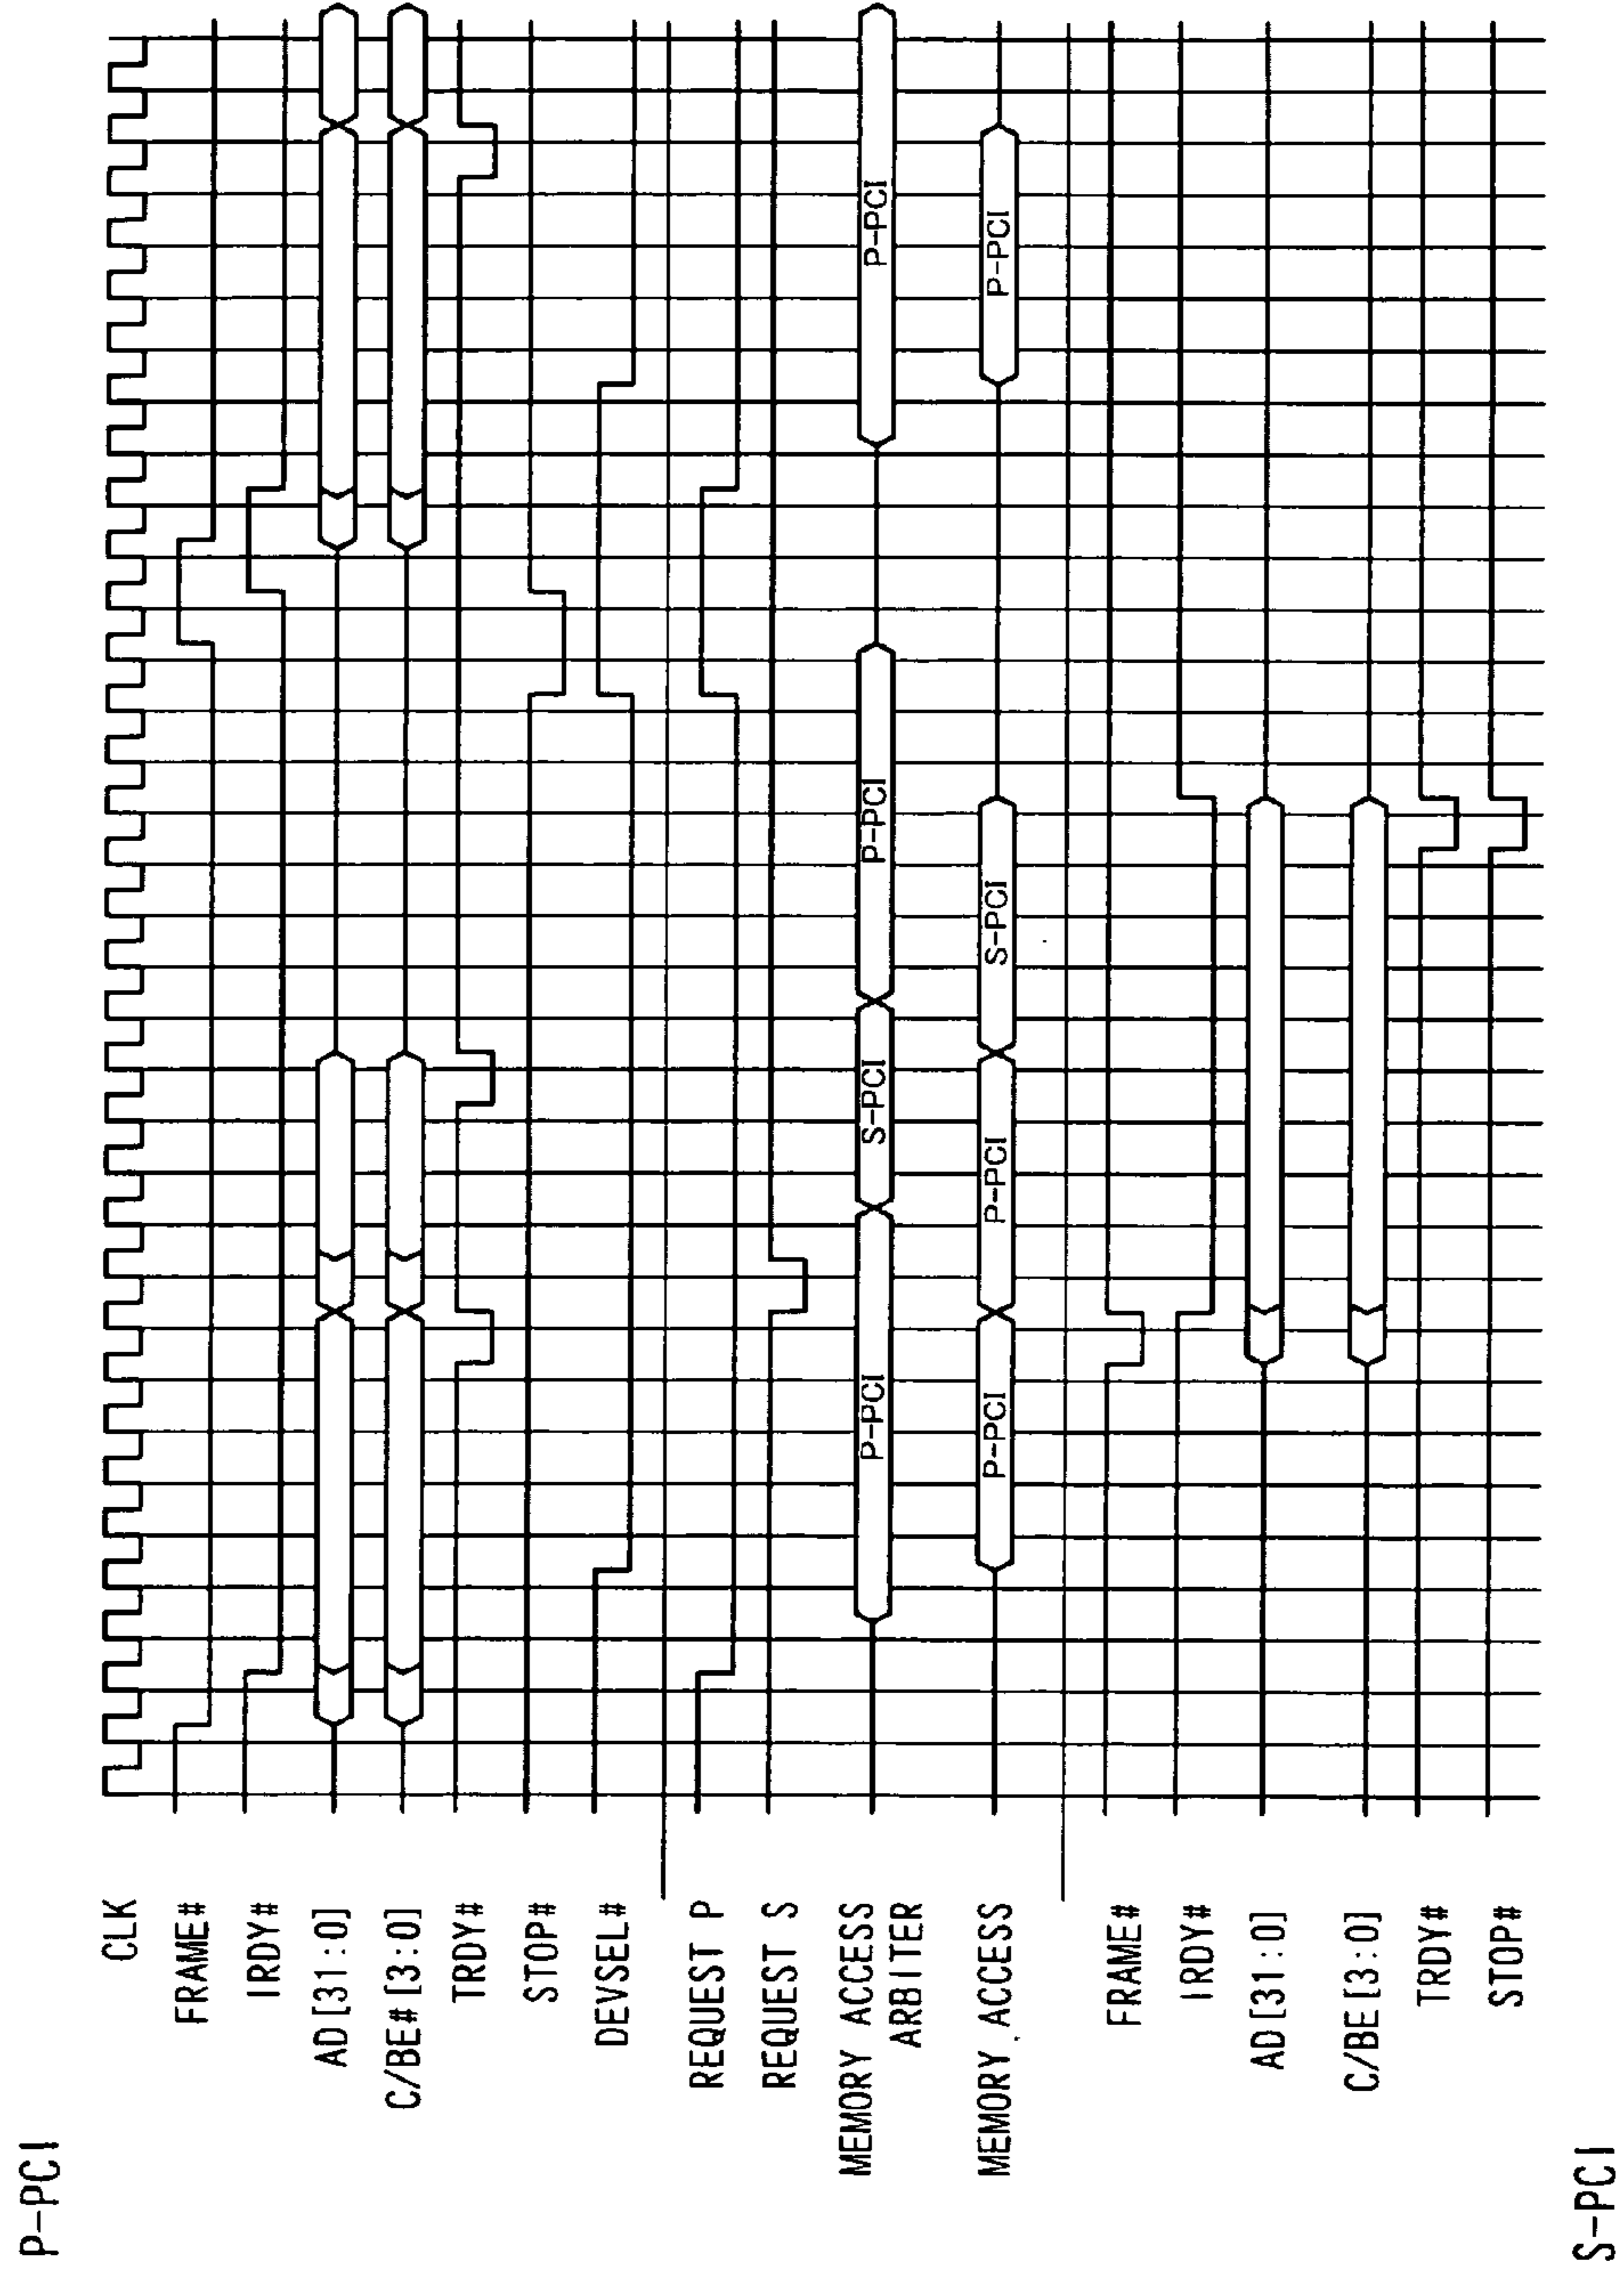 P-PCI
CLK
FRAME#
IRDY#
AD[31:0]
C/BE#[3:0]
TRDY#
STOP#
DEVSEL#
REQUEST P
REQUEST S
MEMORY ACCESS
ARBITER
P-PCI
S-PCI
P-PCI
P-PCI
MEMORY ACCESS
P-PCI
P-PCI
S-PCI
P-PCI
FRAME#
IRDY#
AD[31:0]
C/BE[3:0]
TRDY#
STOP#
S-PCI